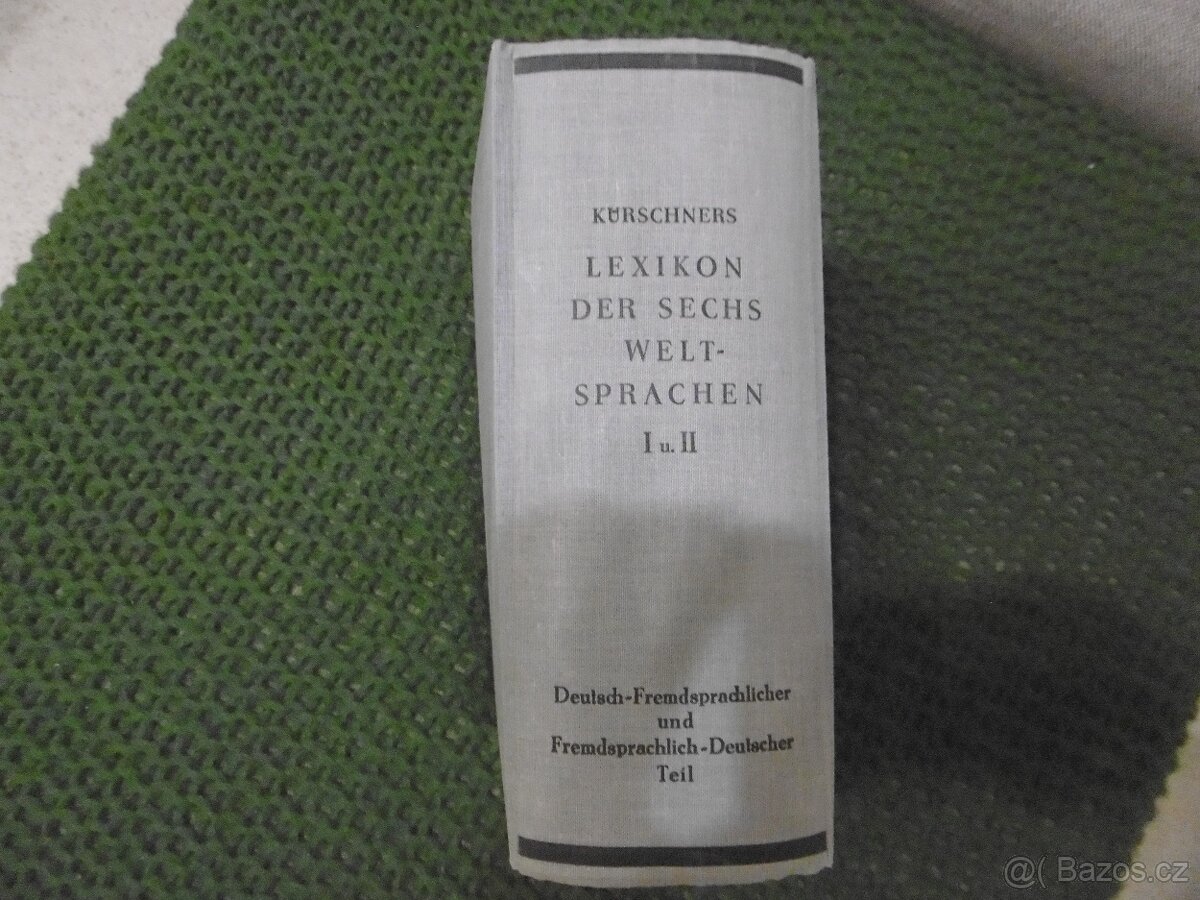 KÜRSCHNERS
LEXIKON
DER SECHS
WELT-
SPRACHEN
I u. II
Deutsch-Fremdsprachlicher
und
Fremdsprachlich-Deutscher
Teil
@( Bazos.cz